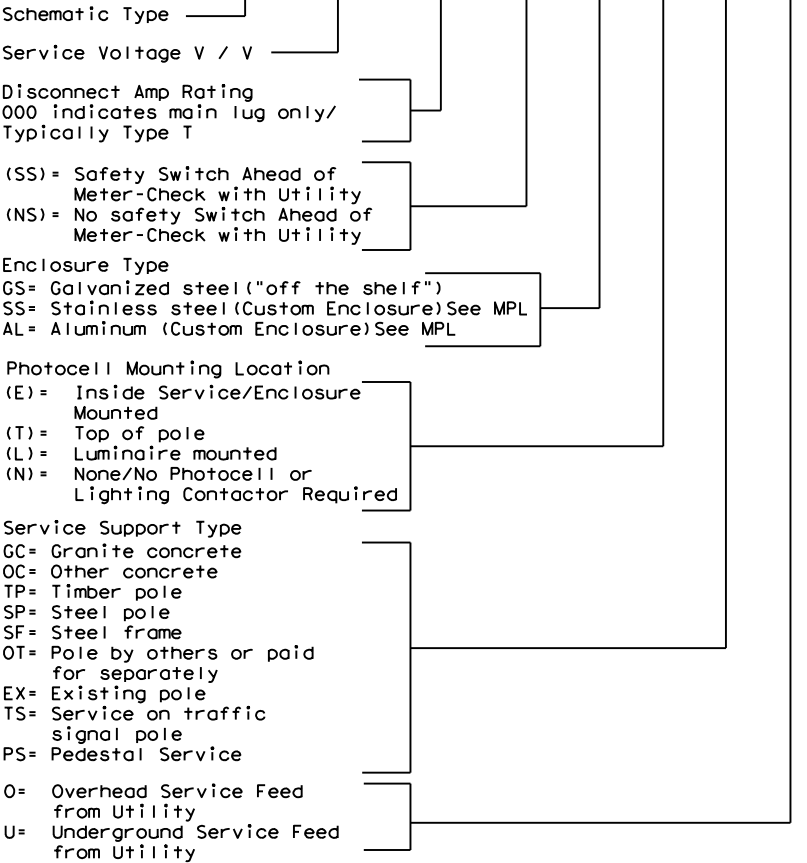 Schematic Type
Service Voltage V / V
Disconnect Amp Rating
000 indicates main lug only/
Typically Type T
(SS)= Safety Switch Ahead of
Meter-Check with Utility
(NS)= No safety Switch Ahead of
Meter-Check with Utility
Enclosure Type
GS= Galvanized steel("off the shelf")
SS= Stainless steel(Custom Enclosure)See MPL
AL= Aluminum (Custom Enclosure)See MPL
Photocell Mounting Location
(E)= Inside Service/Enclosure
Mounted
(T)= Top of pole
(L)= Luminaire mounted
(N)= None/No Photocell or
Lighting Contactor Required
Service Support Type
GC= Granite concrete
OC= Other concrete
TP= Timber pole
SP= Steel pole
SF= Steel frame
OT= Pole by others or paid
for separately
EX= Existing pole
TS= Service on traffic
signal pole
PS= Pedestal Service
O= Overhead Service Feed
from Utility
U= Underground Service Feed
from Utility